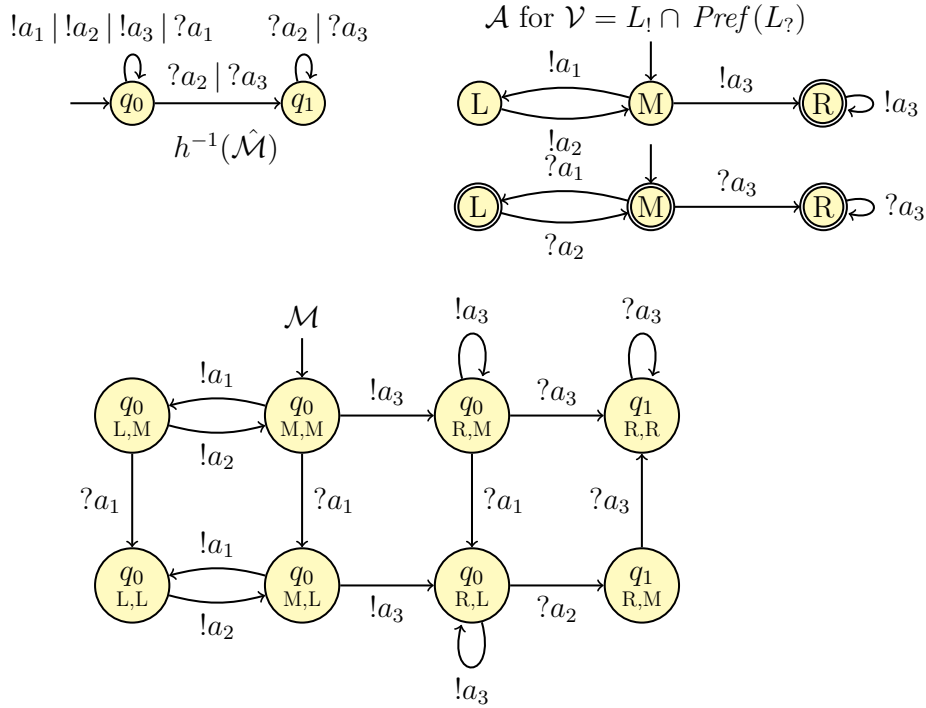 !a₁ | !a₂ | !a₃ | ?a₁
?a₂ | ?a₃
?a₂ | ?a₃
q₀
q₁
h⁻¹(ℳ̂)
𝒜 for 𝒱 = L_! ∩ Pref(L_?)
!a₁
!a₃
L
M
R
!a₃
!a₂
?a₁
?a₃
L
M
R
?a₃
?a₂
ℳ
!a₃
?a₃
!a₁
!a₃
?a₃
q₀
L,M
q₀
M,M
q₀
R,M
q₁
R,R
!a₂
?a₁
?a₁
?a₁
?a₃
!a₁
q₀
L,L
q₀
M,L
q₀
R,L
q₁
R,M
!a₂
!a₃
?a₂
!a₃